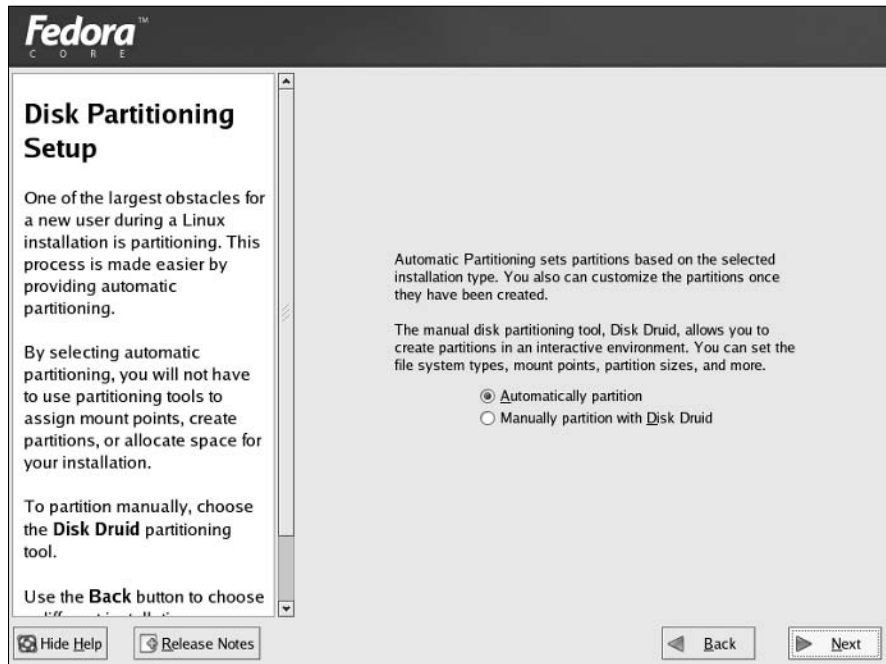 Fedora™
CORE
Disk Partitioning
Setup
One of the largest obstacles for
a new user during a Linux
installation is partitioning. This
process is made easier by
providing automatic
partitioning.
By selecting automatic
partitioning, you will not have
to use partitioning tools to
assign mount points, create
partitions, or allocate space for
your installation.
To partition manually, choose
the Disk Druid partitioning
tool.
Use the Back button to choose
Automatic Partitioning sets partitions based on the selected
installation type. You also can customize the partitions once
they have been created.
The manual disk partitioning tool, Disk Druid, allows you to
create partitions in an interactive environment. You can set the
file system types, mount points, partition sizes, and more.
Automatically partition
Manually partition with Disk Druid
Hide Help
Release Notes
Back
Next